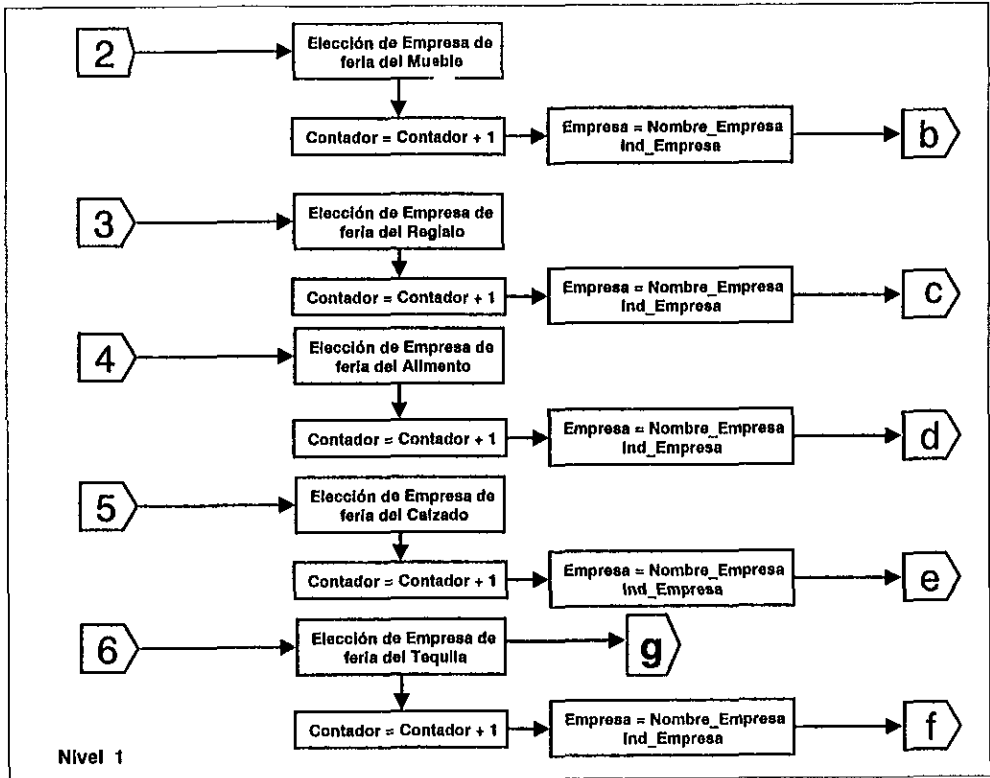 2
Elección de Empresa de
feria del Mueble
Contador = Contador + 1
Empresa = Nombre_Empresa
Ind_Empresa
b
3
Elección de Empresa de
feria del Reglalo
Contador = Contador + 1
Empresa = Nombre_Empresa
Ind_Empresa
c
4
Elección de Empresa de
feria del Alimento
Contador = Contador + 1
Empresa = Nombre_Empresa
Ind_Empresa
d
5
Elección de Empresa de
feria del Calzado
Contador = Contador + 1
Empresa = Nombre_Empresa
Ind_Empresa
e
6
Elección de Empresa de
feria del Tequila
g
Contador = Contador + 1
Empresa = Nombre_Empresa
Ind_Empresa
f
Nivel 1